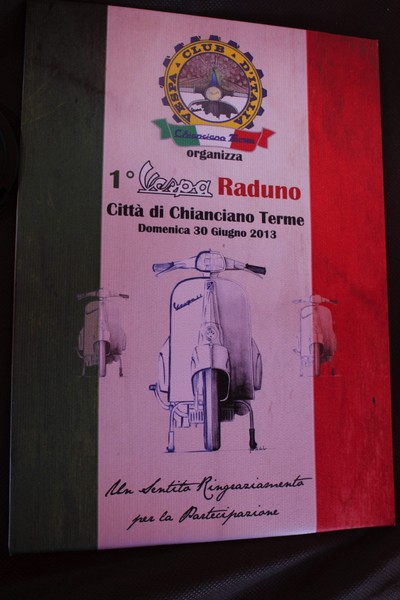 VESPA CLUB D'ITALIA
Chianciano Terme
organizza
1° Vespa Raduno
Città di Chianciano Terme
Domenica 30 Giugno 2013
Vespa
Un Sentito Ringraziamento
per la Partecipazione